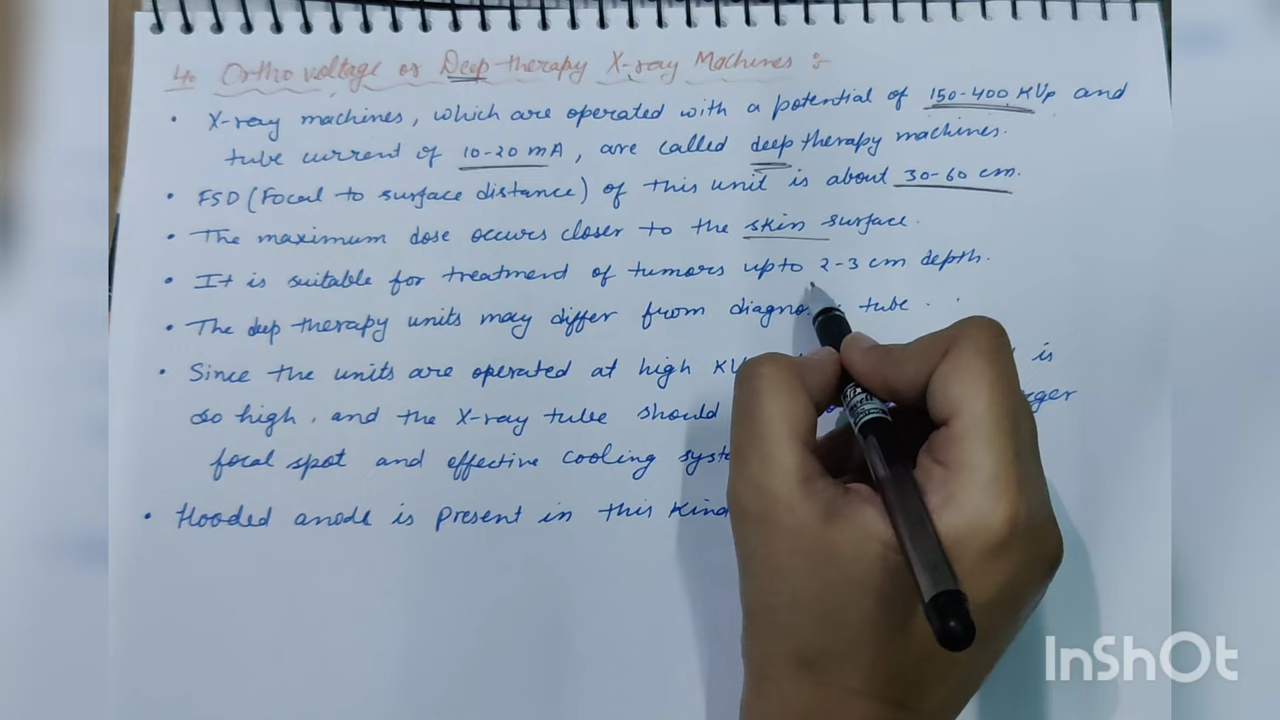 4. Ortho voltage or Deep therapy X-ray Machines :-
• X-ray machines, which are operated with a potential of 150-400 KVp and
tube current of 10-20 mA, are called deep therapy machines.
• FSD (Focal to surface distance) of this unit is about 30-60 cm.
• The maximum dose occurs closer to the skin surface.
• It is suitable for treatment of tumors upto 2-3 cm depth.
• The deep therapy units may differ from tube.
• Since the units are operated at high is
so high, and the X-ray tube should
focal spot and effective cooling
• Hooded anode is present in this kind
InShOt